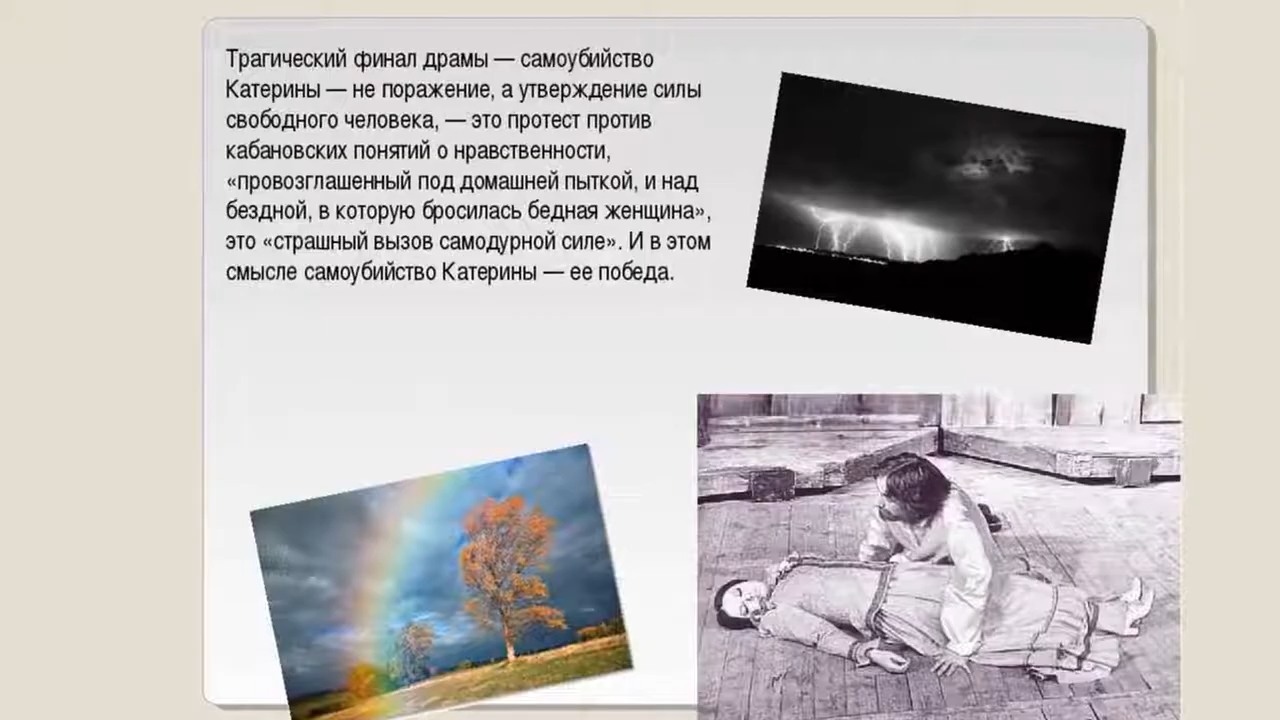 Трагический финал драмы — самоубийство
Катерины — не поражение, а утверждение силы
свободного человека, — это протест против
кабановских понятий о нравственности,
«провозглашенный под домашней пыткой, и над
бездной, в которую бросилась бедная женщина»,
это «страшный вызов самодурной силе». И в этом
смысле самоубийство Катерины — ее победа.